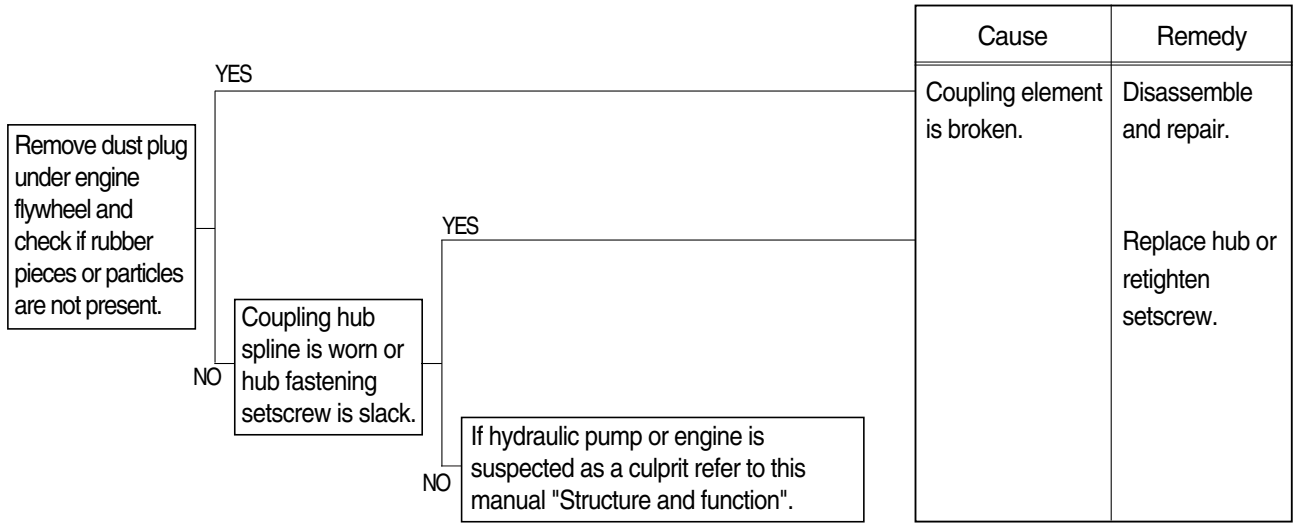 Cause
Remedy
YES
Coupling element
is broken.
Disassemble
and repair.
Remove dust plug
under engine
flywheel and
check if rubber
pieces or particles
are not present.
YES
Replace hub or
retighten
setscrew.
NO
Coupling hub
spline is worn or
hub fastening
setscrew is slack.
NO
If hydraulic pump or engine is
suspected as a culprit refer to this
manual "Structure and function".